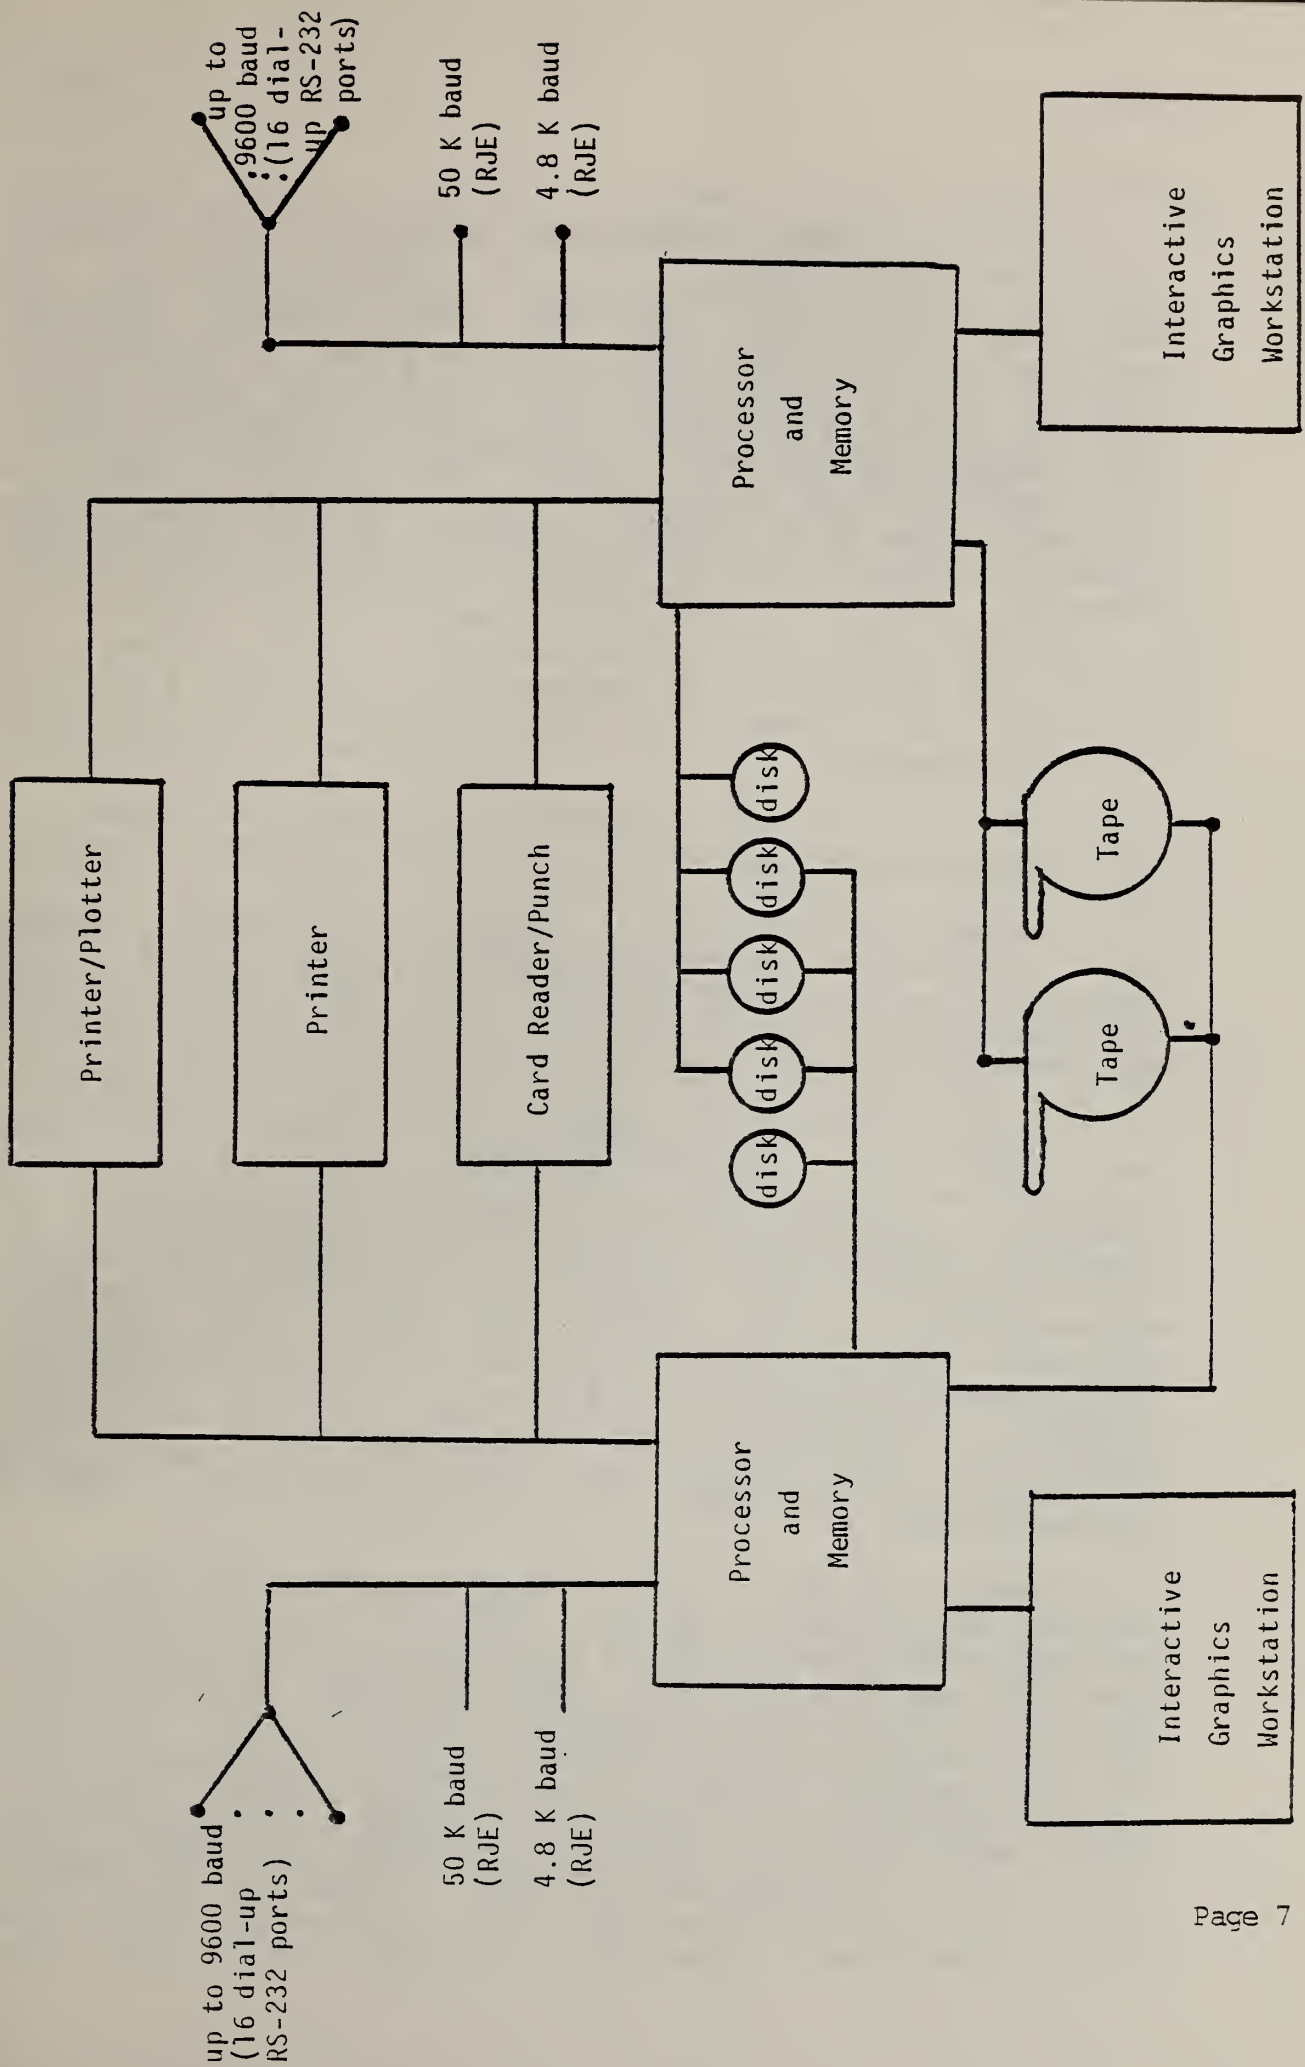 up to 9600 baud
(16 dial-up
RS-232 ports)
50 K baud
(RJE)
4.8 K baud
(RJE)
Processor
and
Memory
Interactive
Graphics
Workstation
Printer/Plotter
Printer
Card Reader/Punch
disk
disk
disk
disk
disk
Tape
Tape
up to
9600 baud
(16 dial-
up RS-232
ports)
50 K baud
(RJE)
4.8 K baud
(RJE)
Processor
and
Memory
Interactive
Graphics
Workstation
Page 7